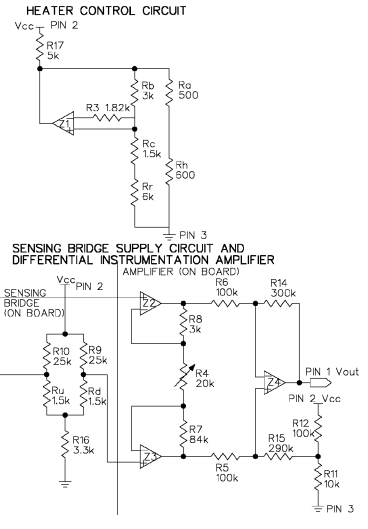 HEATER CONTROL CIRCUIT
Vcc PIN 2
R17
5k
Rb
3k
Ra
500
R3 1.82k
Z1
Rc
1.5k
Rr
6k
Rh
600
PIN 3
SENSING BRIDGE SUPPLY CIRCUIT AND
DIFFERENTIAL INSTRUMENTATION AMPLIFIER
AMPLIFIER (ON BOARD)
Vcc PIN 2
SENSING
BRIDGE
(ON BOARD)
Z2
R6
100k
R14
300k
R8
3k
R10
25k
R9
25k
R4
20k
Z4
PIN 1 Vout
Ru
1.5k
Rd
1.5k
PIN 2 Vcc
R16
3.3k
Z3
R7
84k
R12
100k
R5
100k
R15
290k
R11
10k
PIN 3